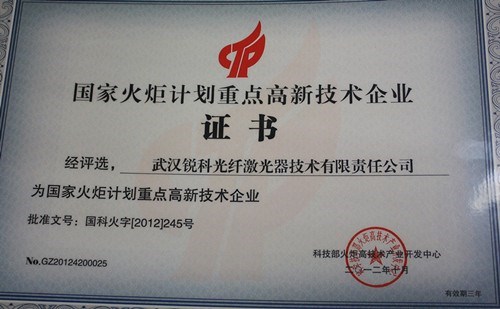 CTP
国家火炬计划重点高新技术企业
证书
经评选, 武汉锐科光纤激光器技术有限责任公司
为国家火炬计划重点高新技术企业
批准文号: 国科火字[2012]245号
No.GZ20124200025
科技部火炬高技术产业开发中心
二〇一二年十月
有效期三年